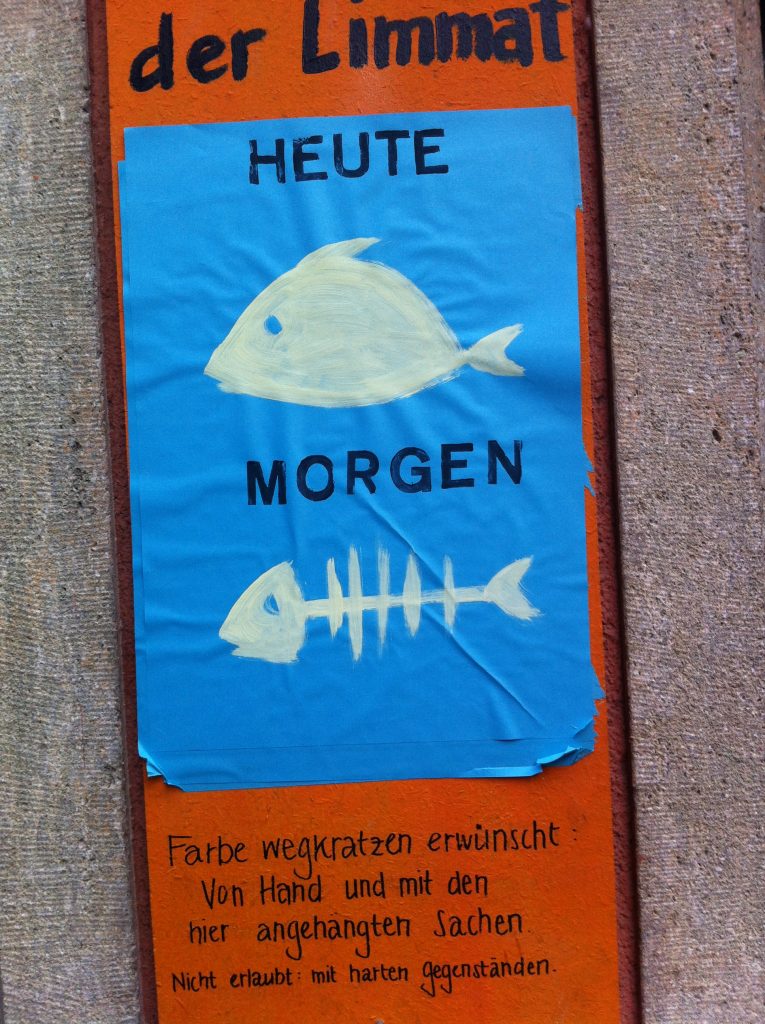 der Limmat
HEUTE
MORGEN
Farbe wegkratzen erwünscht:
Von Hand und mit den
hier angehängten Sachen.
Nicht erlaubt: mit harten Gegenständen.